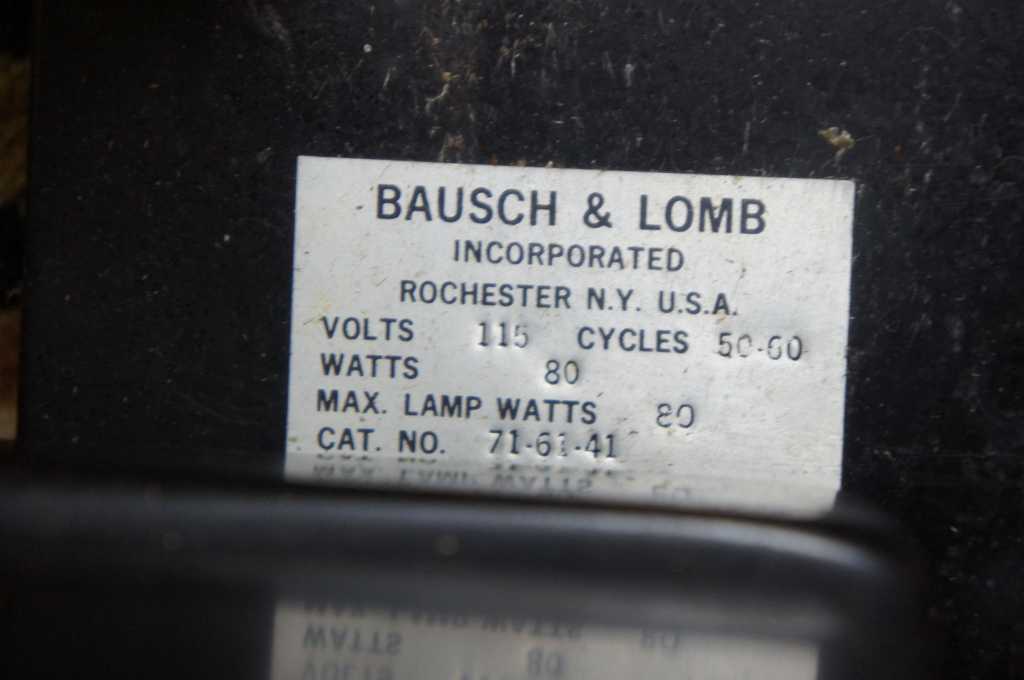 BAUSCH & LOMB
INCORPORATED
ROCHESTER N.Y. U.S.A.
VOLTS 115 CYCLES 50-60
WATTS 80
MAX. LAMP WATTS 80
CAT. NO. 71-61-41